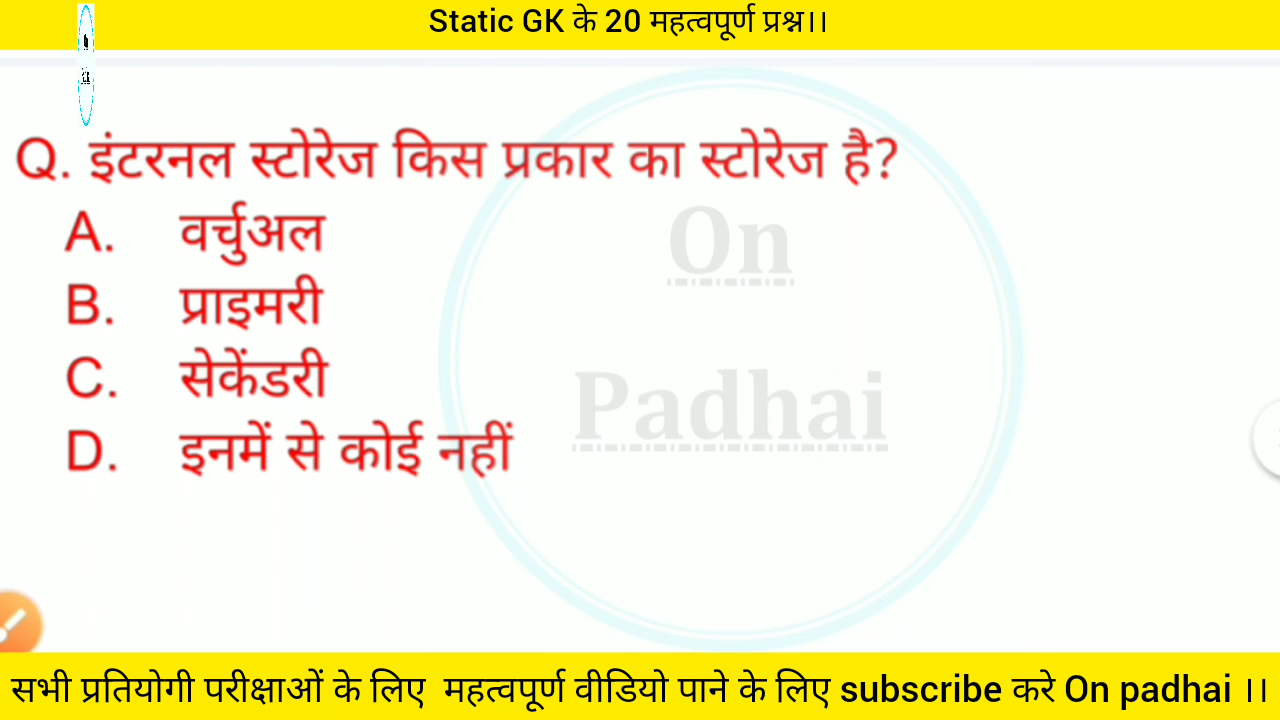 Static GK के 20 महत्वपूर्ण प्रश्न।।
Q. इंटरनल स्टोरेज किस प्रकार का स्टोरेज है?
A. वर्चुअल
B. प्राइमरी
C. सेकेंडरी
D. इनमें से कोई नहीं
On
Padhai
सभी प्रतियोगी परीक्षाओं के लिए महत्वपूर्ण वीडियो पाने के लिए subscribe करे On padhai ।।